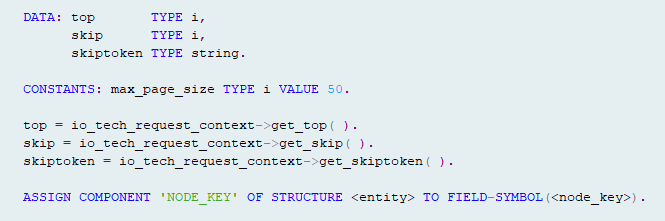 DATA: top       TYPE i,
      skip      TYPE i,
      skiptoken TYPE string.
CONSTANTS: max_page_size TYPE i VALUE 50.
top = io_tech_request_context->get_top( ).
skip = io_tech_request_context->get_skip( ).
skiptoken = io_tech_request_context->get_skiptoken( ).
ASSIGN COMPONENT 'NODE_KEY' OF STRUCTURE <entity> TO FIELD-SYMBOL(<node_key>).